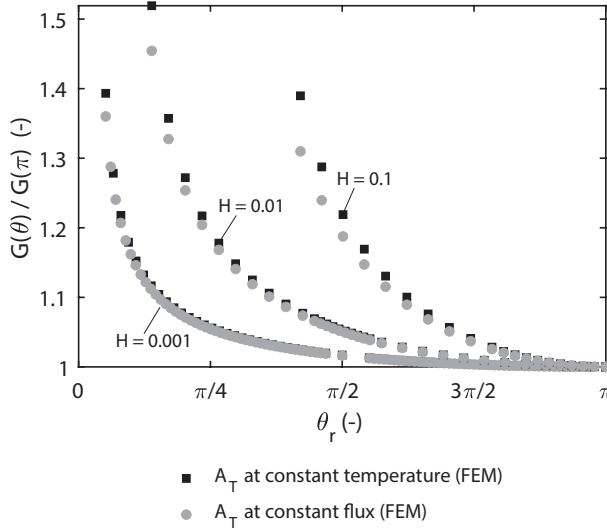 1.5
1.4
1.3
1.2
1.1
1
G(θ) / G(π) (-)
H = 0.1
H = 0.01
H = 0.001
0
π/4
π/2
3π/2
π
θr (-)
AT at constant temperature (FEM)
AT at constant flux (FEM)